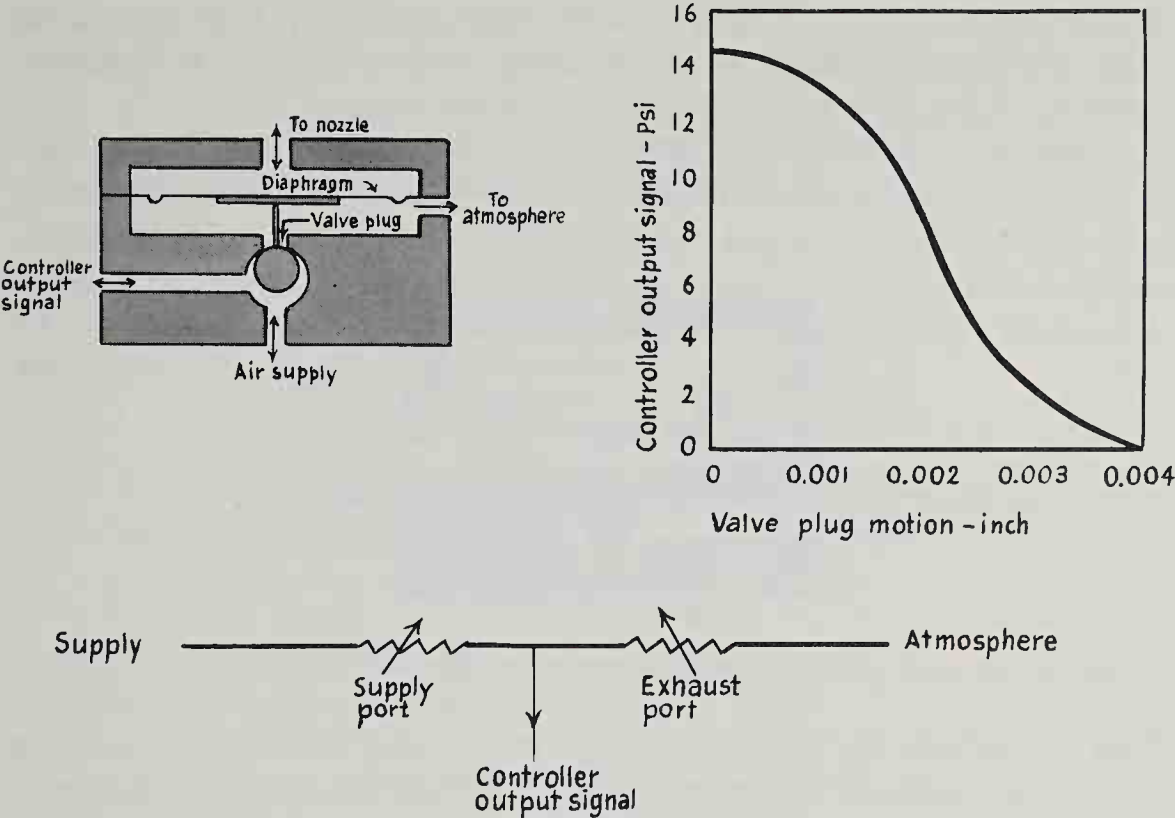 To nozzle
Diaphragm
To
atmosphere
Valve plug
Controller
output
signal
Air supply
Controller output signal – Psi
16
14
12
10
8
6
4
2
0
0 0.001 0.002 0.003 0.004
Valve plug motion – inch
Supply
Atmosphere
Supply
port
Exhaust
port
Controller
output signal